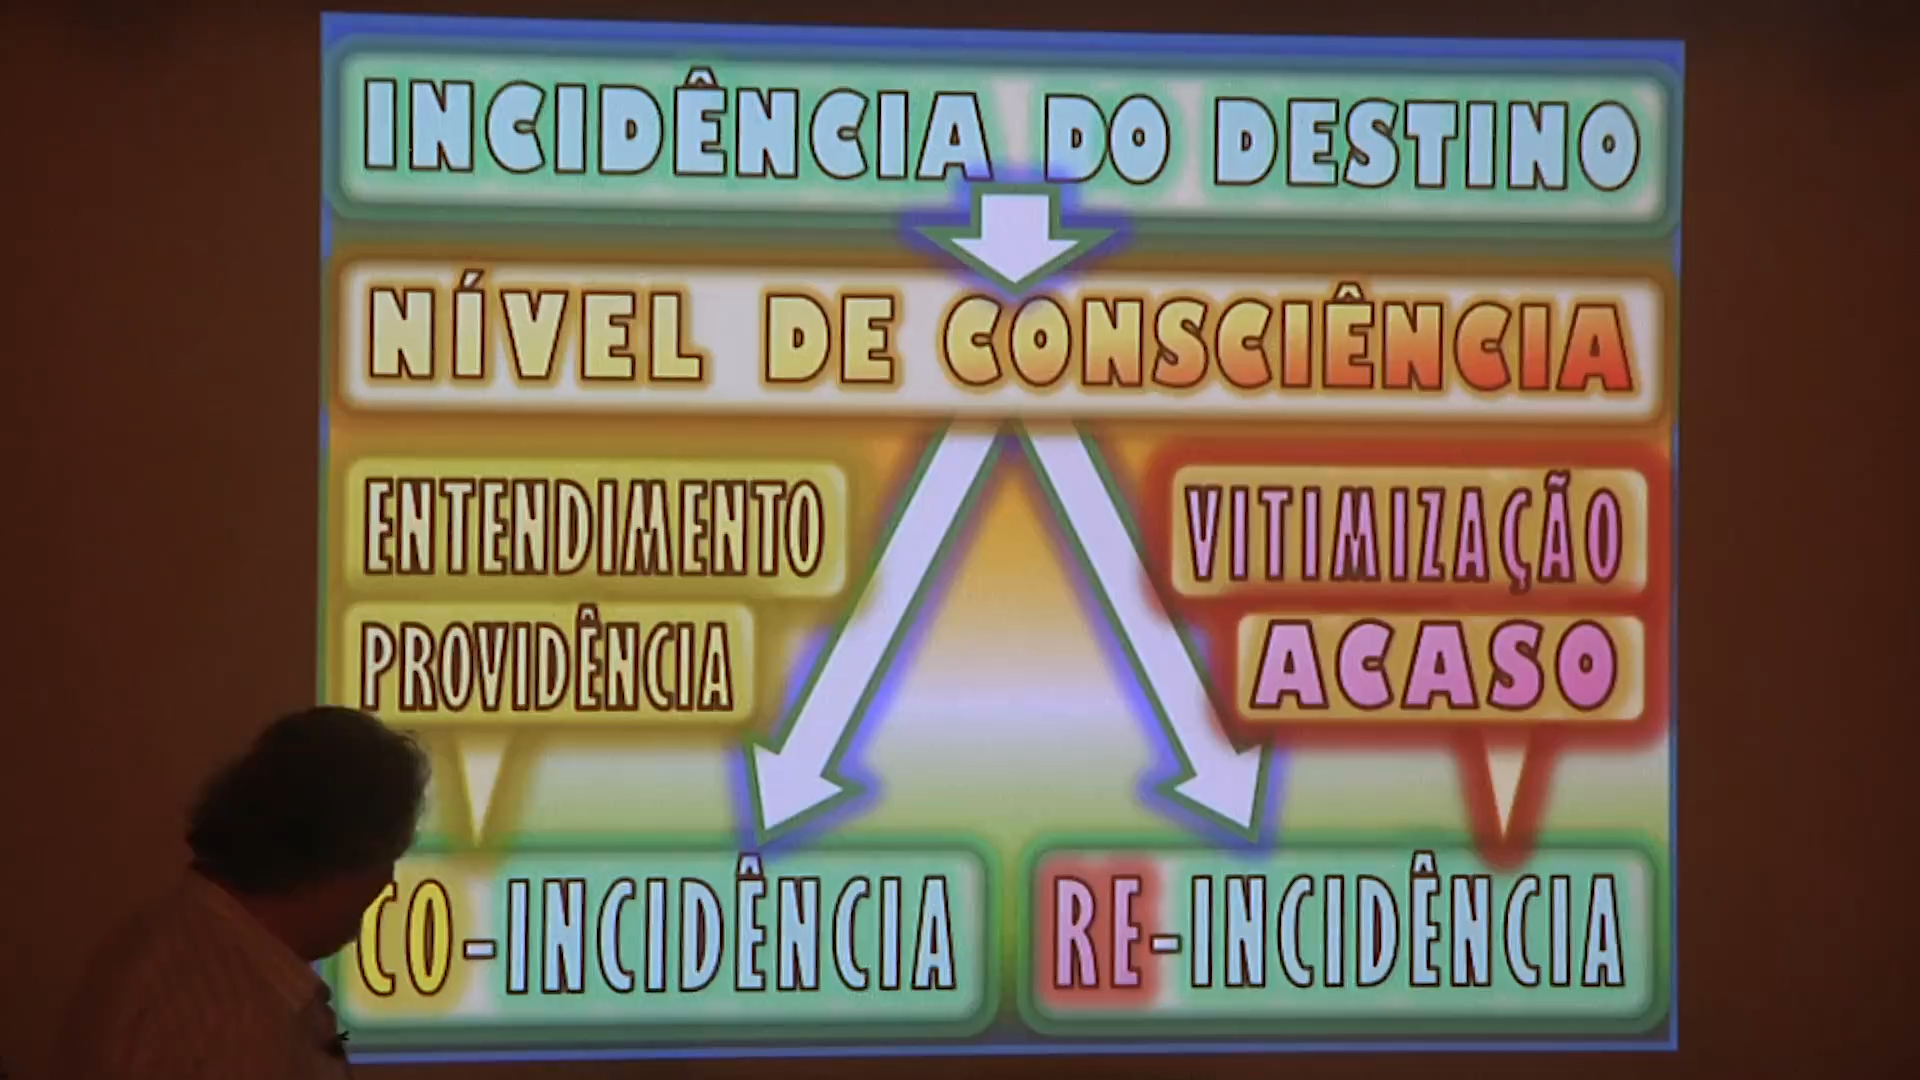 INCIDÊNCIA DO DESTINO
NÍVEL DE CONSCIÊNCIA
ENTENDIMENTO
PROVIDÊNCIA
VITIMIZAÇÃO
ACASO
CO-INCIDÊNCIA
RE-INCIDÊNCIA